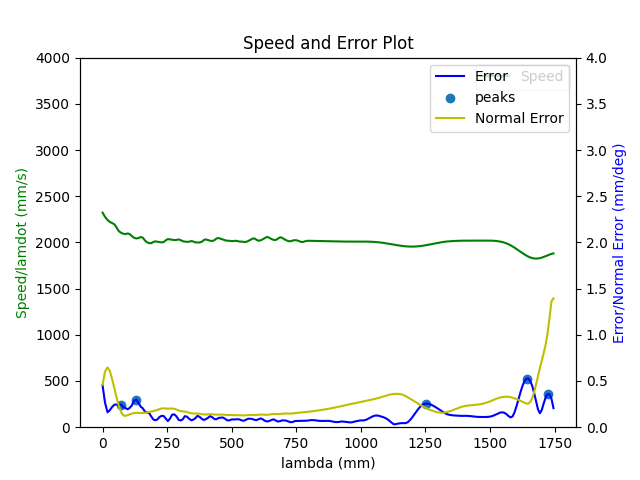 Speed and Error Plot
4000
3500
3000
2500
2000
1500
1000
500
0
Speed/lamdot (mm/s)
4.0
3.5
3.0
2.5
2.0
1.5
1.0
0.5
0.0
Error/Normal Error (mm/deg)
Error
Speed
peaks
Normal Error
0 250 500 750 1000 1250 1500 1750
lambda (mm)